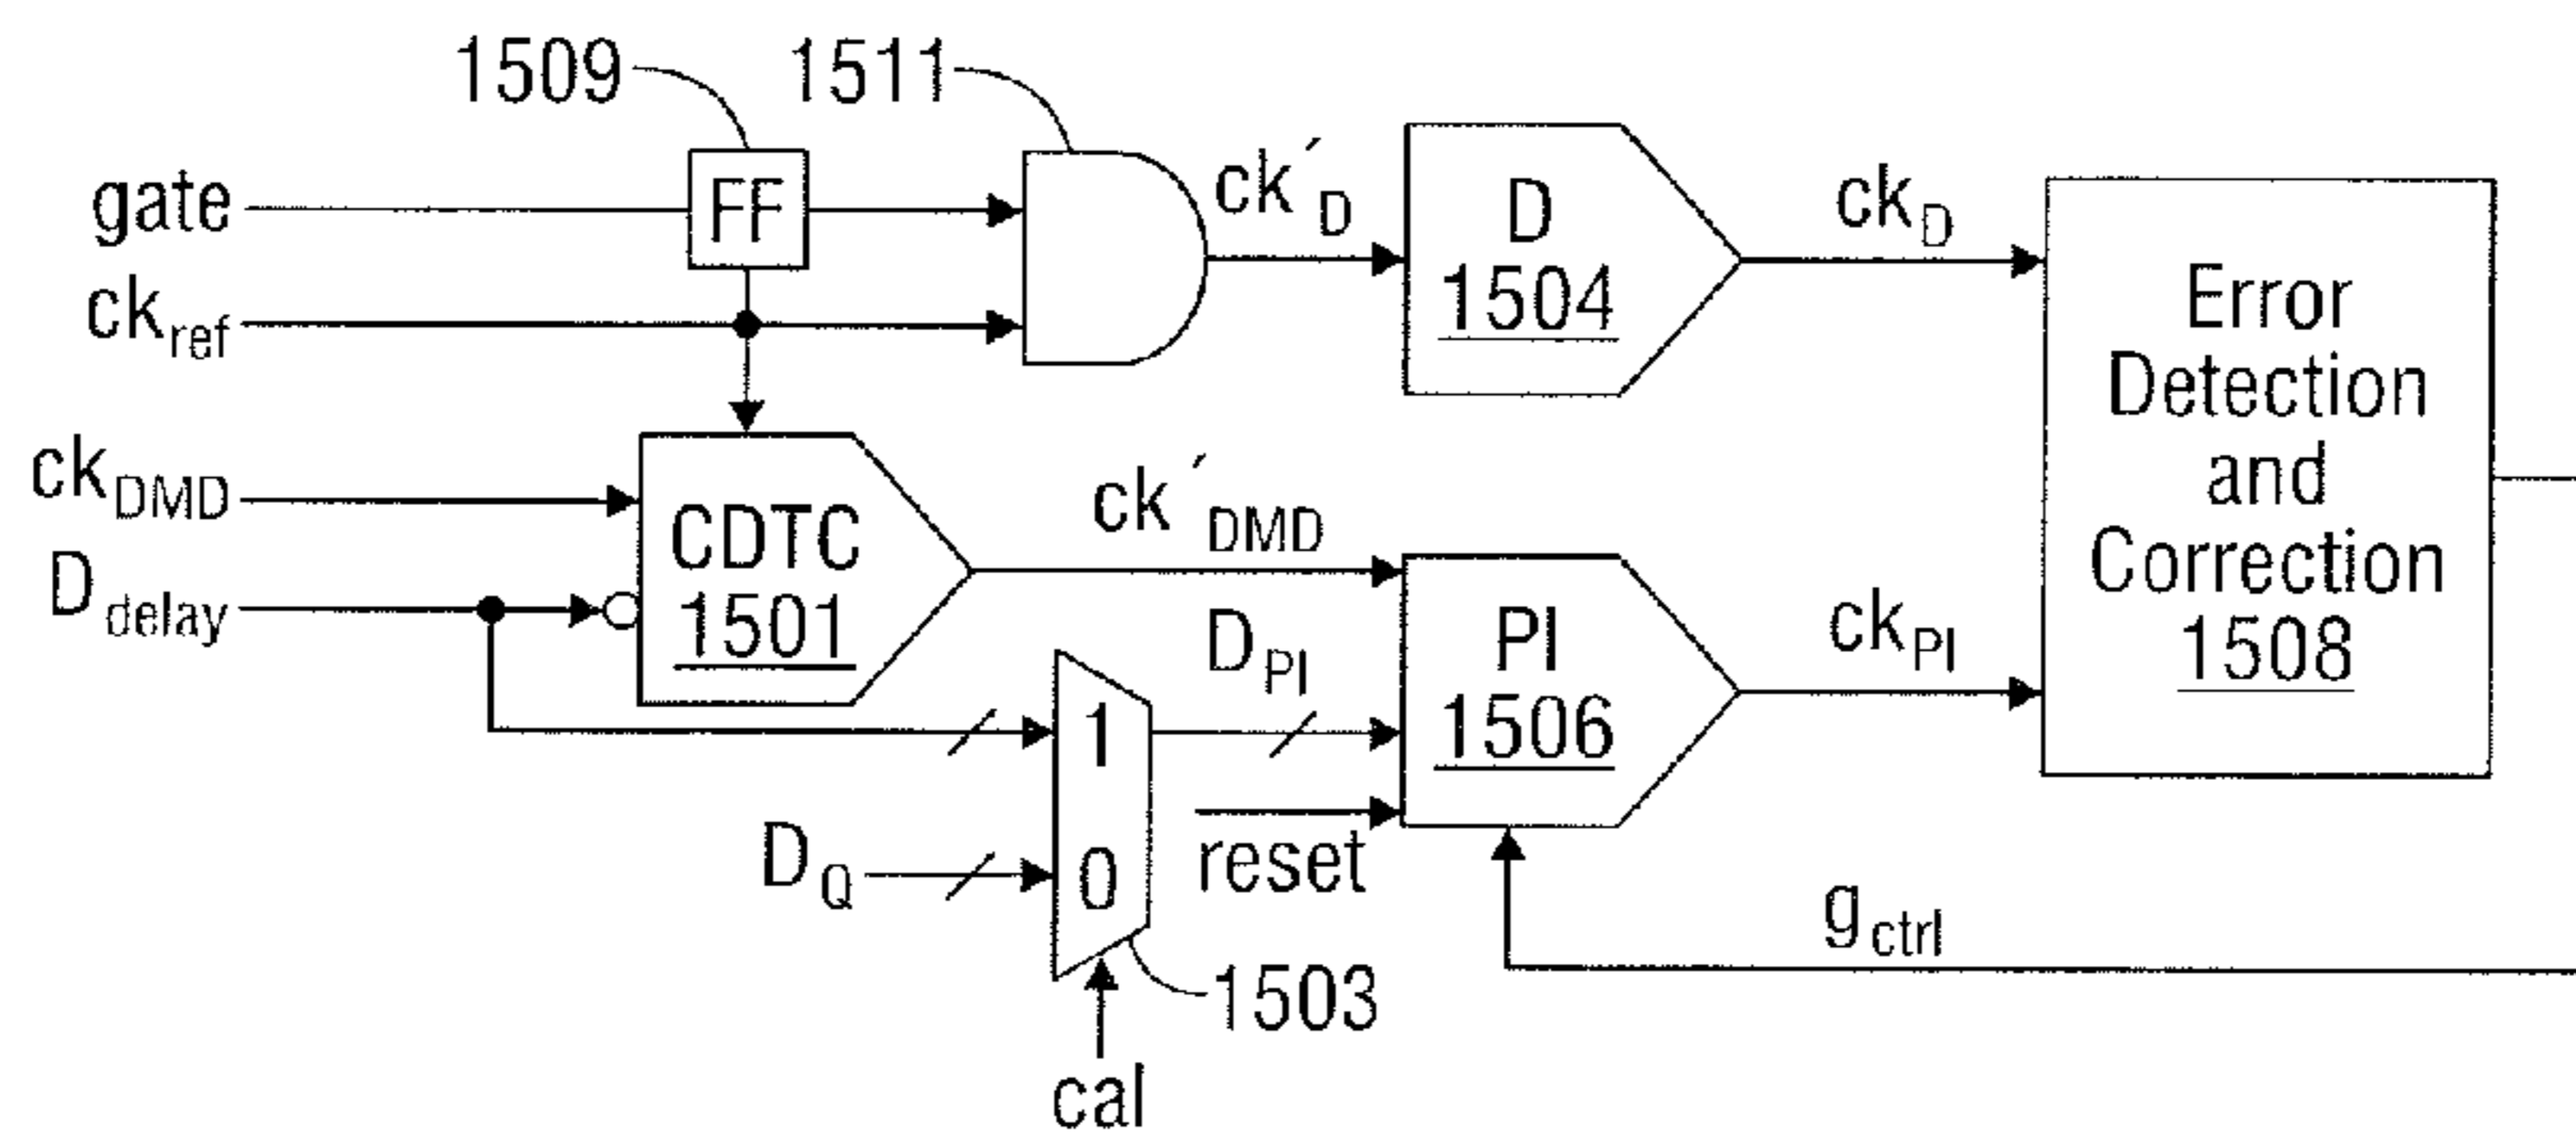 1509
1511
gate
FF
ck'D
D
1504
ckD
ckref
Error
Detection
and
Correction
1508
ckDMD
CDTC
1501
ck'DMD
Ddelay
DPI
PI
1506
ckPI
1
0
DQ
reset
gctrl
1503
cal